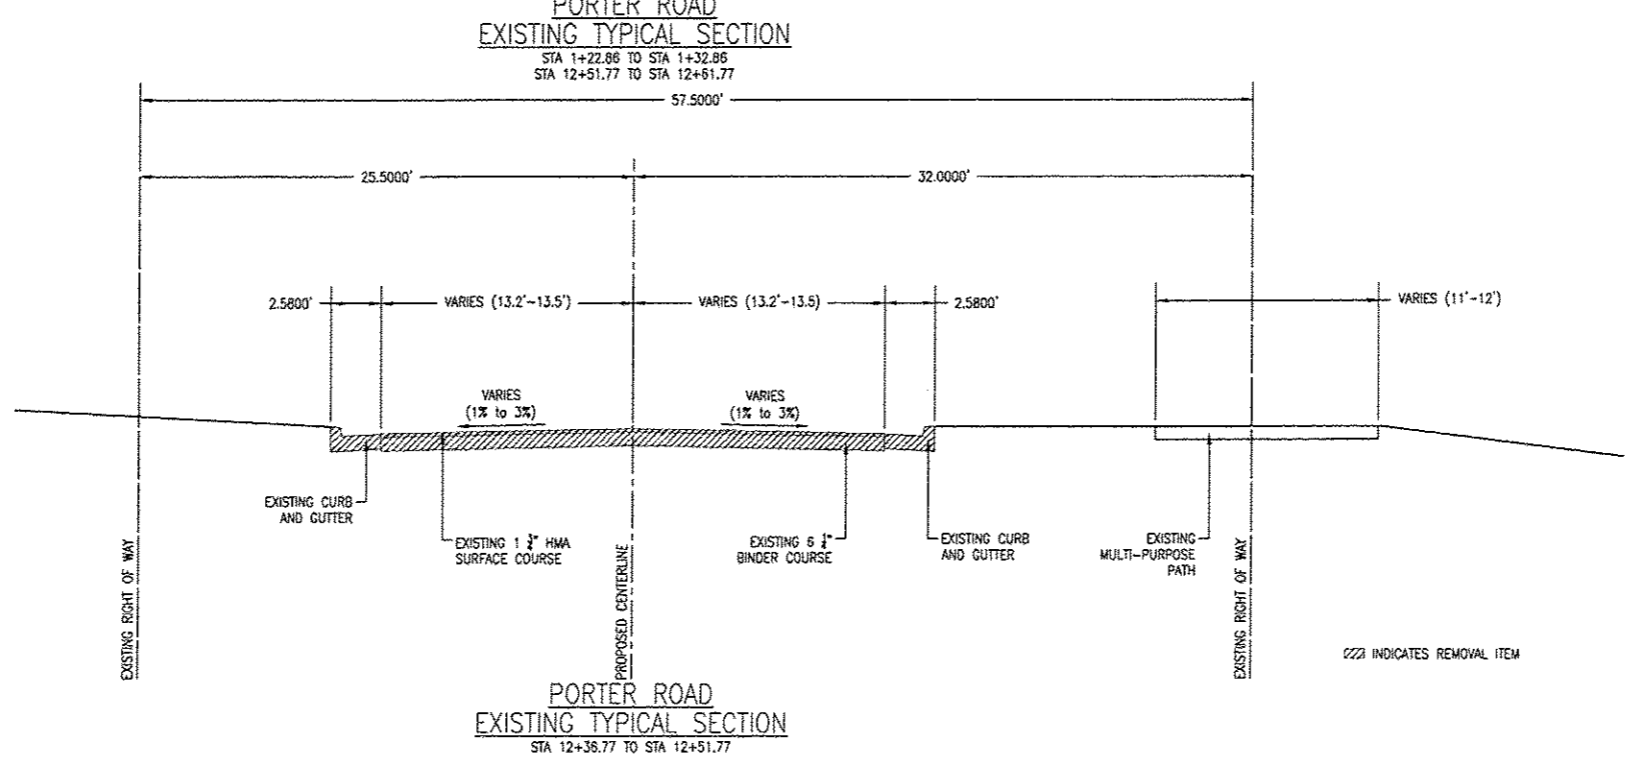 PORTER ROAD
EXISTING TYPICAL SECTION
STA 1+22.86 TO STA 1+32.86
STA 12+51.77 TO STA 12+61.77
57.5000'
25.5000'
32.0000'
2.5800'
VARIES (13.2'-13.5')
VARIES (13.2'-13.5)
2.5800'
VARIES (11'-12')
VARIES
(1% to 3%)
VARIES
(1% to 3%)
EXISTING CURB
AND GUTTER
EXISTING 1 HMA
SURFACE COURSE
EXISTING 6
BINDER COURSE
EXISTING CURB
AND GUTTER
EXISTING
MULTI-PURPOSE
PATH
EXISTING RIGHT OF WAY
PROPOSED CENTERLINE
EXISTING RIGHT OF WAY
INDICATES REMOVAL ITEM
PORTER ROAD
EXISTING TYPICAL SECTION
STA 12+36.77 TO STA 12+51.77